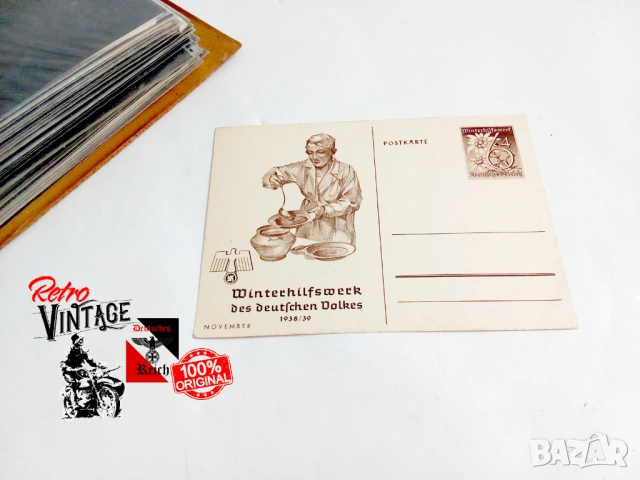 POSTKARTE
Winterhilfswerk
6+4
Deutsches Reich
Winterhilfswerk
des deutschen Volkes
1938/39
NOVEMBER
Retro
VINTAGE
Deutsches
Reich
100%
ORIGINAL
BAZAR